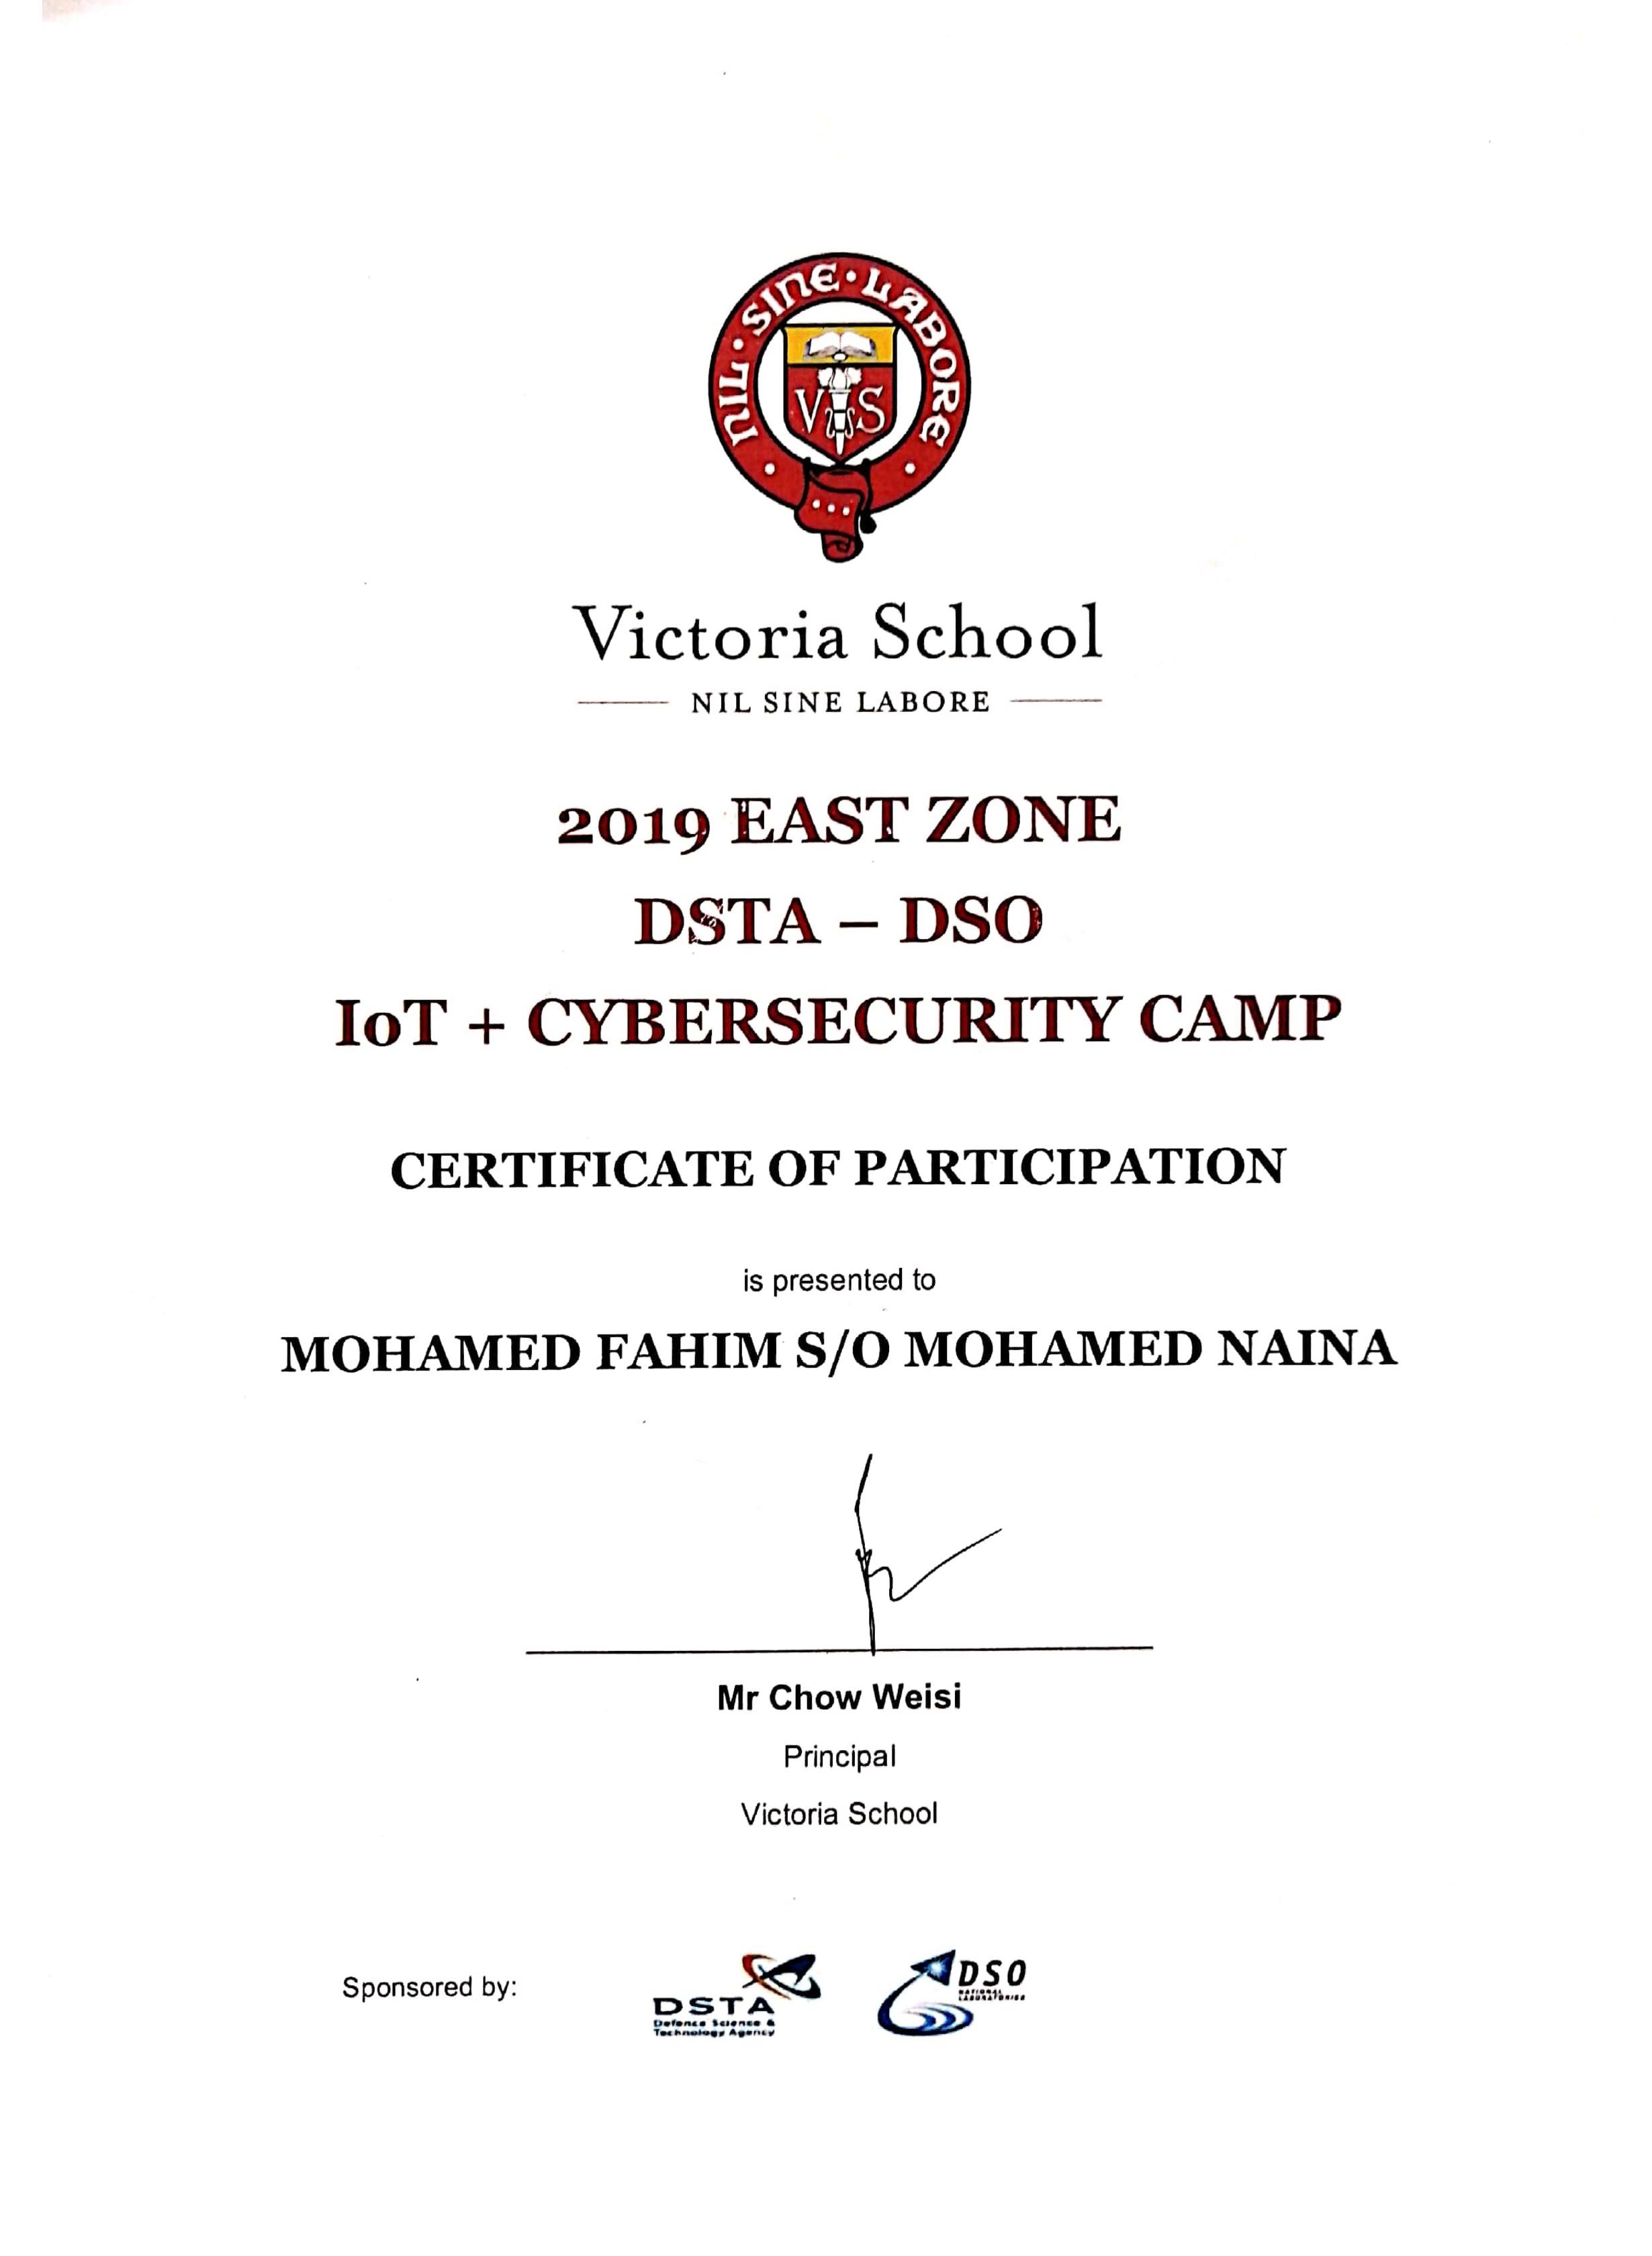 NIL · SINE · LABORE
V S
Victoria School
NIL SINE LABORE
2019 EAST ZONE
DSTA – DSO
IoT + CYBERSECURITY CAMP
CERTIFICATE OF PARTICIPATION
is presented to
MOHAMED FAHIM S/O MOHAMED NAINA
Mr Chow Weisi
Principal
Victoria School
Sponsored by:
DSTA
Defence Science &
Technology Agency
DSO
NATIONAL
LABORATORIES